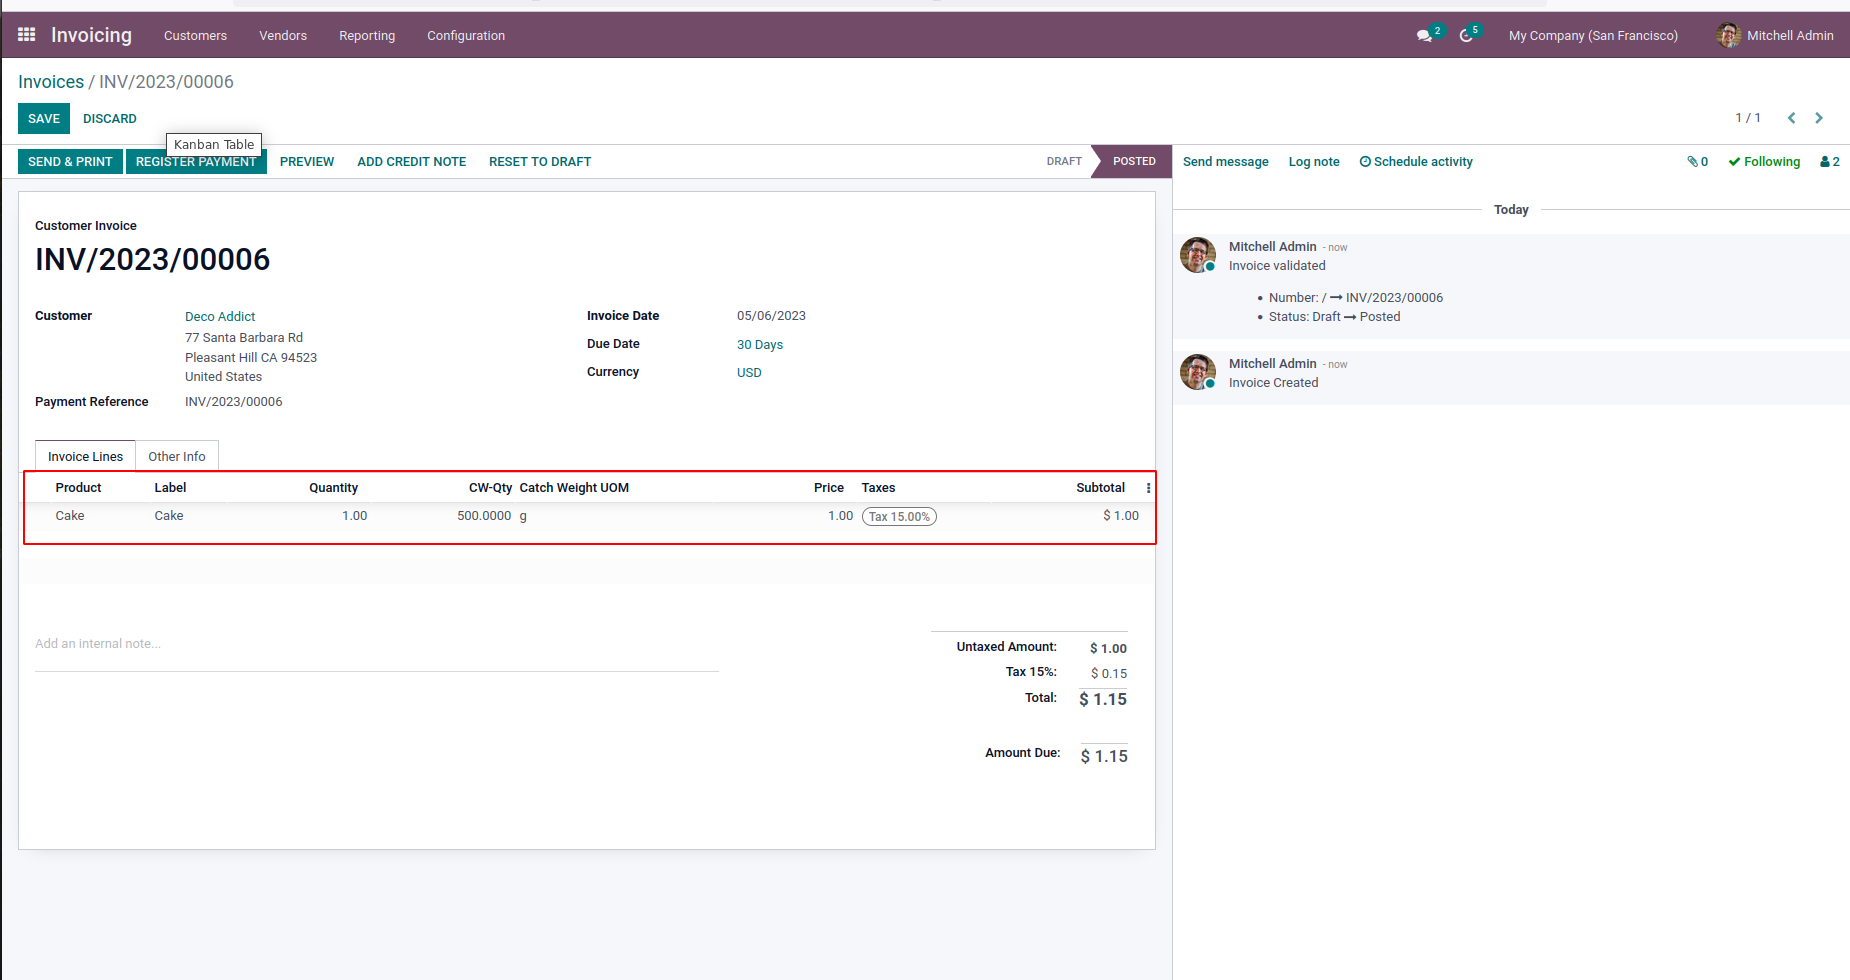 Invoicing Customers Vendors Reporting Configuration 2 5 My Company (San Francisco) Mitchell Admin
Invoices / INV/2023/00006
SAVE DISCARD 1 / 1
Kanban Table
SEND & PRINT REGISTER PAYMENT PREVIEW ADD CREDIT NOTE RESET TO DRAFT DRAFT POSTED
Send message Log note Schedule activity 0 Following 2
Customer Invoice
INV/2023/00006
Customer Deco Addict
77 Santa Barbara Rd
Pleasant Hill CA 94523
United States
Payment Reference INV/2023/00006
Invoice Date 05/06/2023
Due Date 30 Days
Currency USD
Invoice Lines Other Info
Product Label Quantity CW-Qty Catch Weight UOM Price Taxes Subtotal
Cake Cake 1.00 500.0000 g 1.00 Tax 15.00% $ 1.00
Add an internal note...
Untaxed Amount: $ 1.00
Tax 15%: $ 0.15
Total: $ 1.15
Amount Due: $ 1.15
Today
Mitchell Admin - now
Invoice validated
• Number: / → INV/2023/00006
• Status: Draft → Posted
Mitchell Admin - now
Invoice Created